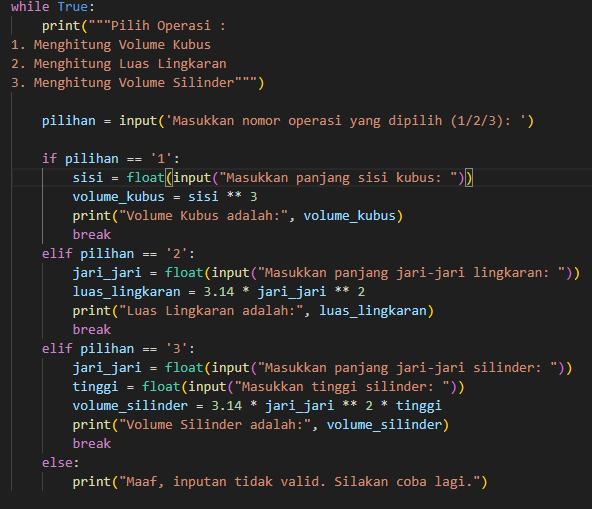 while True:
    print("""Pilih Operasi :
1. Menghitung Volume Kubus
2. Menghitung Luas Lingkaran
3. Menghitung Volume Silinder""")
    pilihan = input('Masukkan nomor operasi yang dipilih (1/2/3): ')
    if pilihan == '1':
        sisi = float(input("Masukkan panjang sisi kubus: "))
        volume_kubus = sisi ** 3
        print("Volume Kubus adalah:", volume_kubus)
        break
    elif pilihan == '2':
        jari_jari = float(input("Masukkan panjang jari-jari lingkaran: "))
        luas_lingkaran = 3.14 * jari_jari ** 2
        print("Luas Lingkaran adalah:", luas_lingkaran)
        break
    elif pilihan == '3':
        jari_jari = float(input("Masukkan panjang jari-jari silinder: "))
        tinggi = float(input("Masukkan tinggi silinder: "))
        volume_silinder = 3.14 * jari_jari ** 2 * tinggi
        print("Volume Silinder adalah:", volume_silinder)
        break
    else:
        print("Maaf, inputan tidak valid. Silakan coba lagi.")